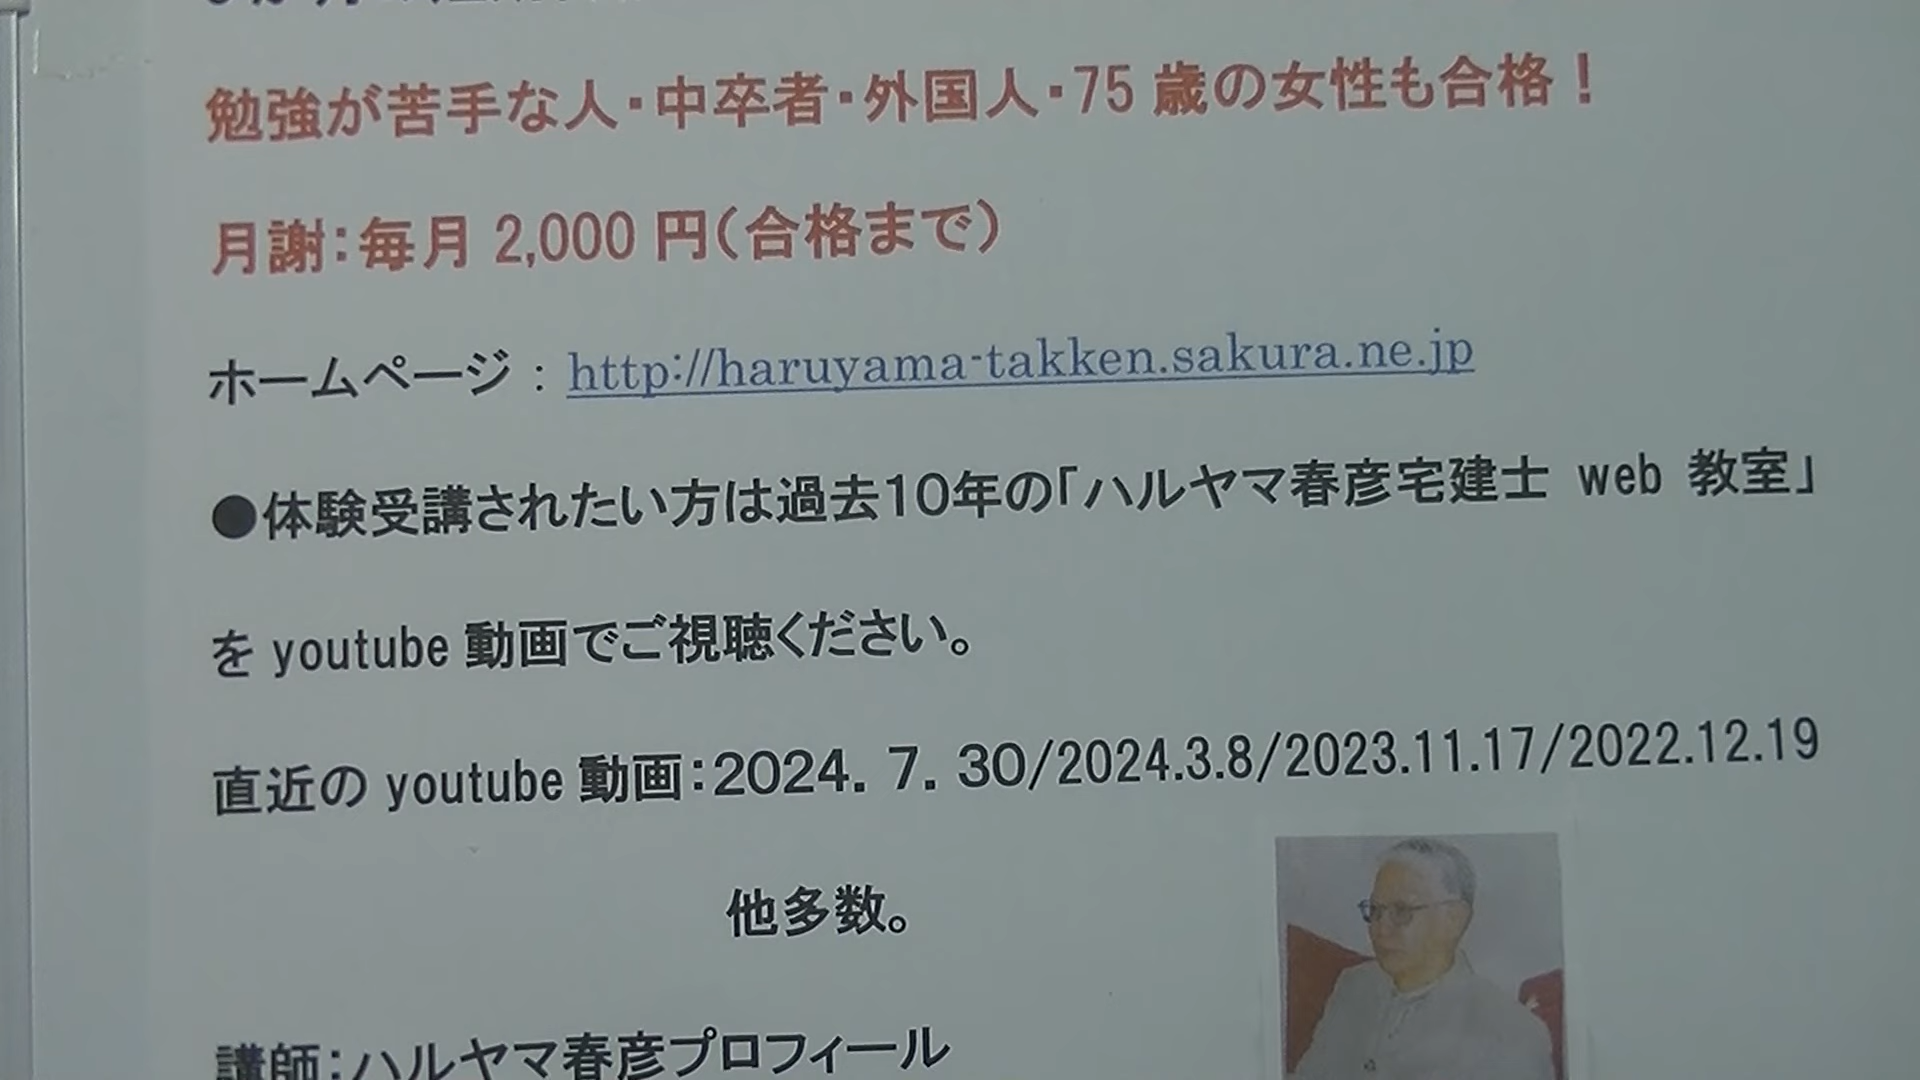 勉強が苦手な人・中卒者・外国人・75 歳の女性も合格！
月謝：毎月 2,000 円（合格まで）
ホームページ : http://haruyama-takken.sakura.ne.jp
●体験受講されたい方は過去10年の「ハルヤマ春彦宅建士 web 教室」
を youtube 動画でご視聴ください。
直近の youtube 動画：2024. 7. 30/2024.3.8/2023.11.17/2022.12.19
他多数。
講師：ハルヤマ春彦プロフィール